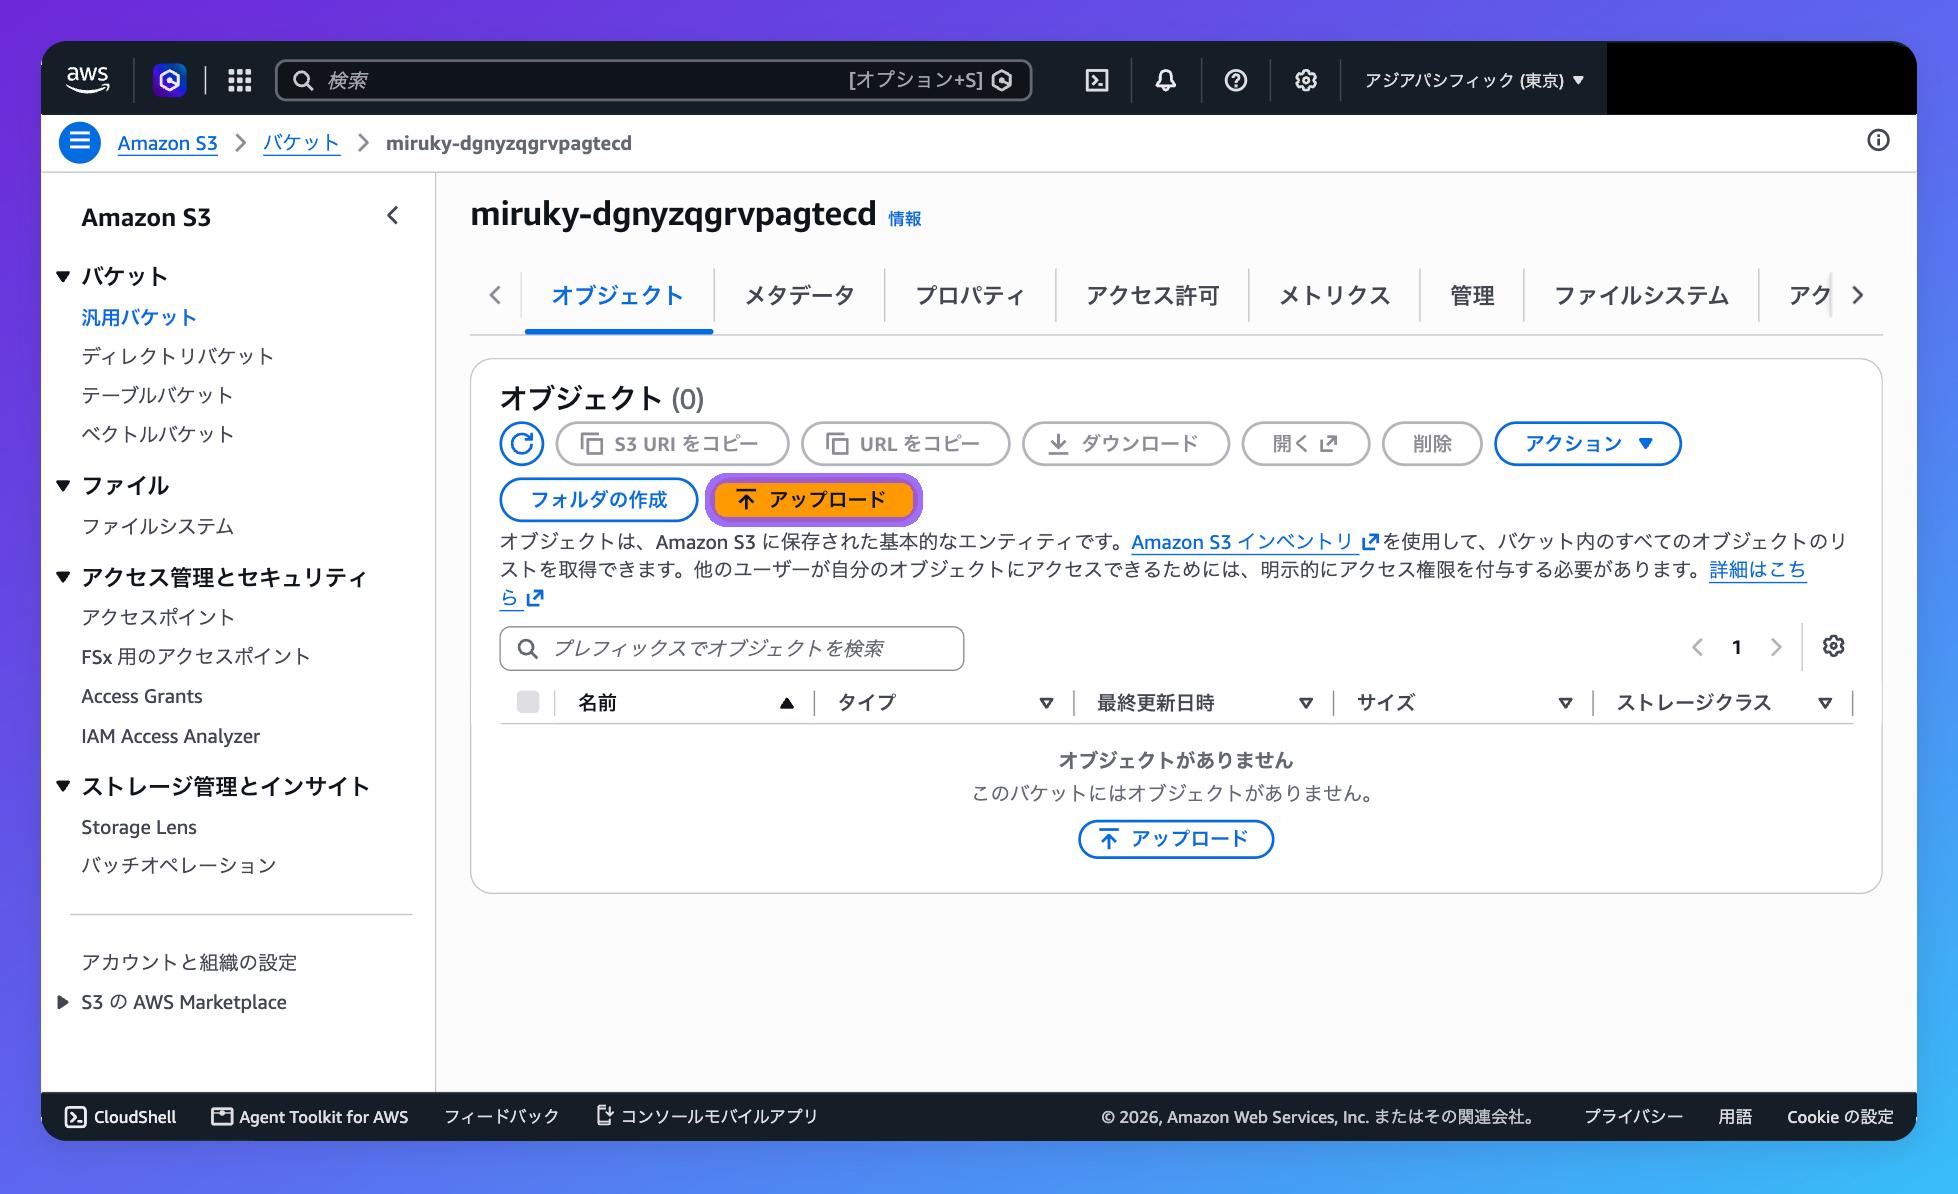 aws
検索
[オプション+S]
アジアパシフィック (東京) ▼
Amazon S3 > バケット > miruky-dgnyzqgrvpagtecd
Amazon S3
▼ バケット
汎用バケット
ディレクトリバケット
テーブルバケット
ベクトルバケット
▼ ファイル
ファイルシステム
▼ アクセス管理とセキュリティ
アクセスポイント
FSx 用のアクセスポイント
Access Grants
IAM Access Analyzer
▼ ストレージ管理とインサイト
Storage Lens
バッチオペレーション
アカウントと組織の設定
▶ S3 の AWS Marketplace
miruky-dgnyzqgrvpagtecd 情報
オブジェクト メタデータ プロパティ アクセス許可 メトリクス 管理 ファイルシステム アク
オブジェクト (0)
S3 URI をコピー URL をコピー ダウンロード 開く 削除 アクション ▼
フォルダの作成 アップロード
オブジェクトは、Amazon S3 に保存された基本的なエンティティです。Amazon S3 インベントリ を使用して、バケット内のすべてのオブジェクトのリ
ストを取得できます。他のユーザーが自分のオブジェクトにアクセスできるためには、明示的にアクセス権限を付与する必要があります。詳細はこち
ら
プレフィックスでオブジェクトを検索
1
名前 タイプ 最終更新日時 サイズ ストレージクラス
オブジェクトがありません
このバケットにはオブジェクトがありません。
アップロード
CloudShell Agent Toolkit for AWS フィードバック コンソールモバイルアプリ © 2026, Amazon Web Services, Inc. またはその関連会社。 プライバシー 用語 Cookie の設定